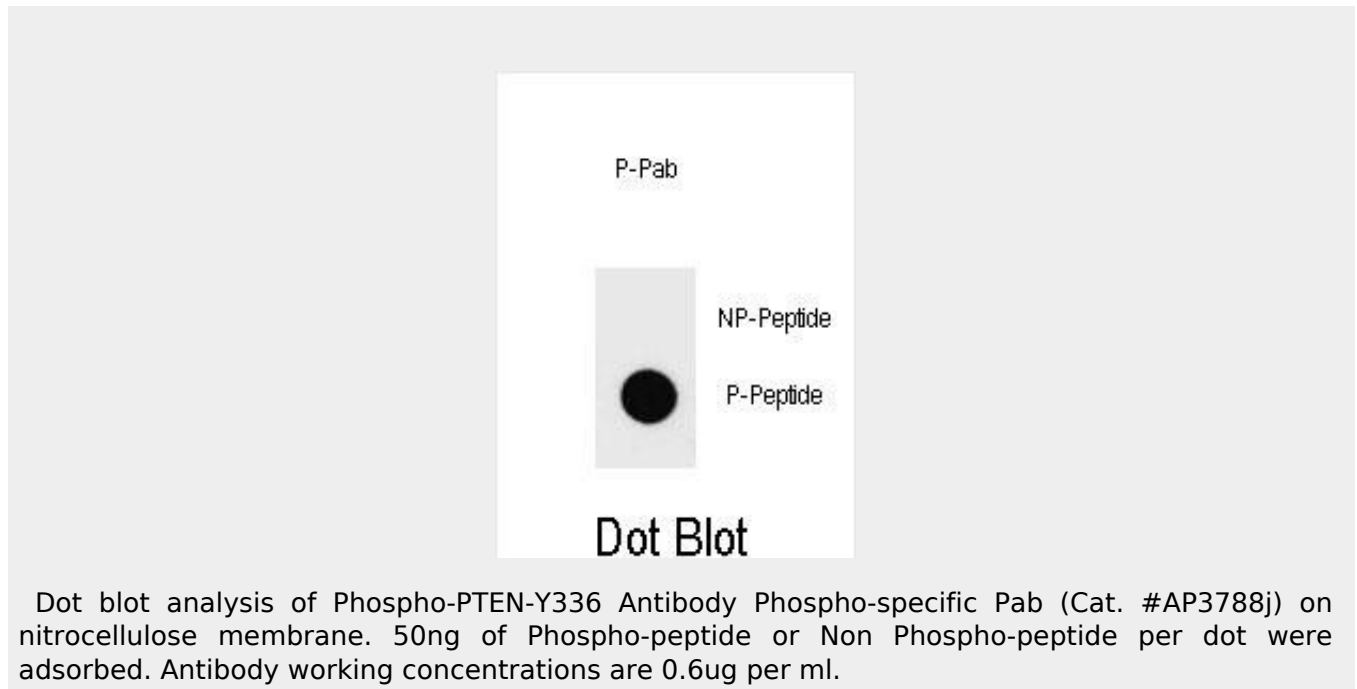 P-Pab
NP-Peptide
P-Peptide
Dot Blot
Dot blot analysis of Phospho-PTEN-Y336 Antibody Phospho-specific Pab (Cat. #AP3788j) on
nitrocellulose membrane. 50ng of Phospho-peptide or Non Phospho-peptide per dot were
adsorbed. Antibody working concentrations are 0.6ug per ml.